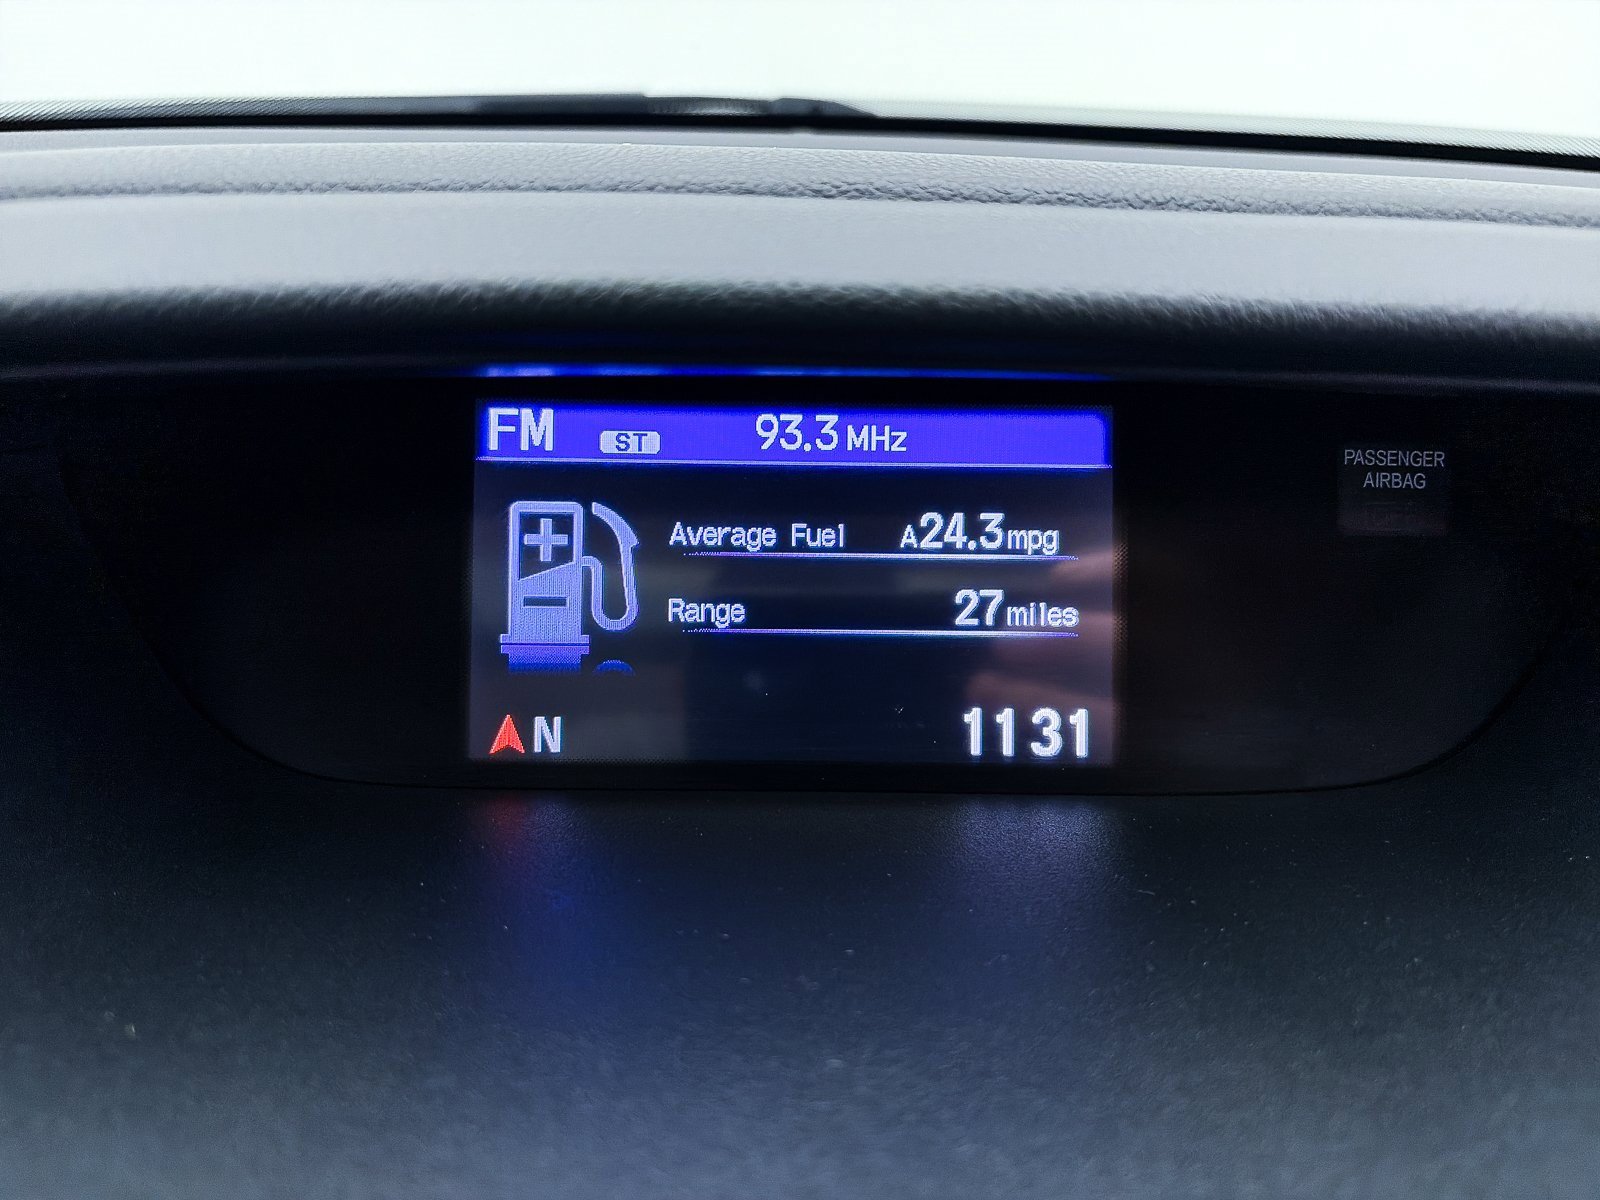 FM ST 93.3 MHz
PASSENGER
AIRBAG
Average Fuel A24.3mpg
Range 27miles
N 1131